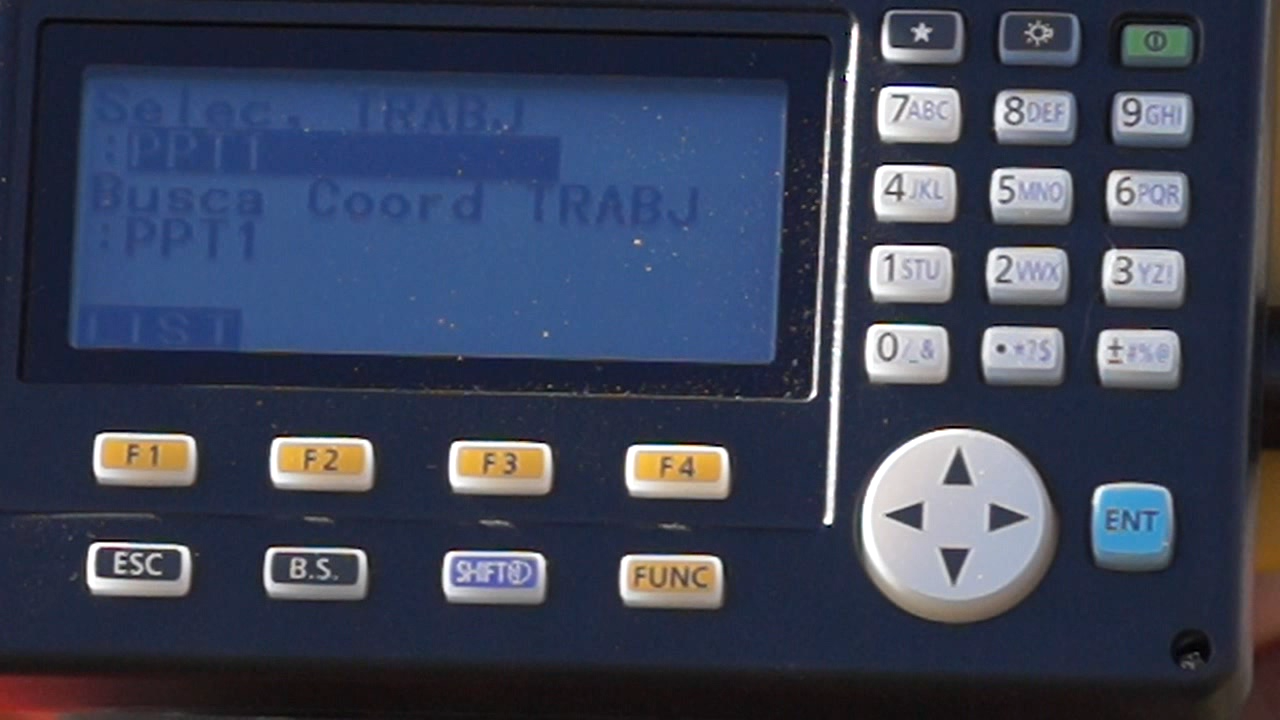 Selec. TRABJ
:PPT1
Busca Coord TRABJ
:PPT1
LIST
7ABC 8DEF 9GHI
4JKL 5MNO 6PQR
1STU 2VWX 3YZ!
0/_& •*?$ ±#%@
F1 F2 F3 F4
ESC B.S. SHIFT FUNC
ENT